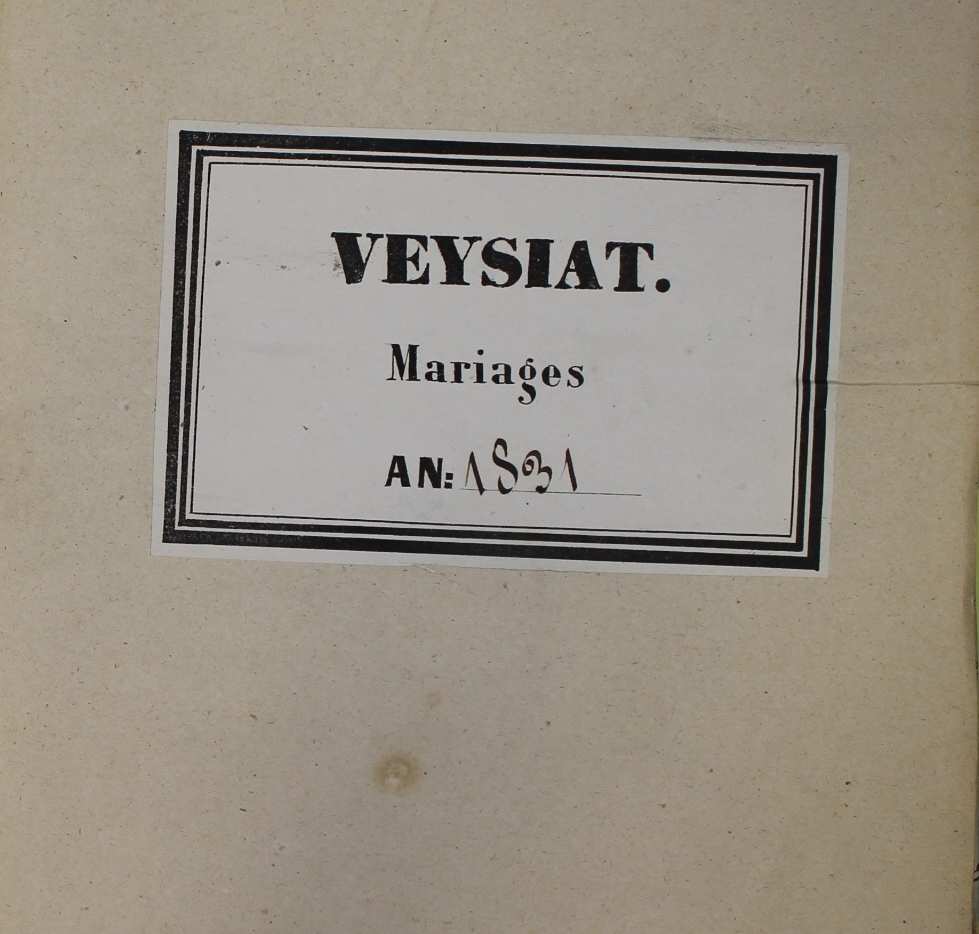 VEYSIAT.
Mariages
AN: 1831